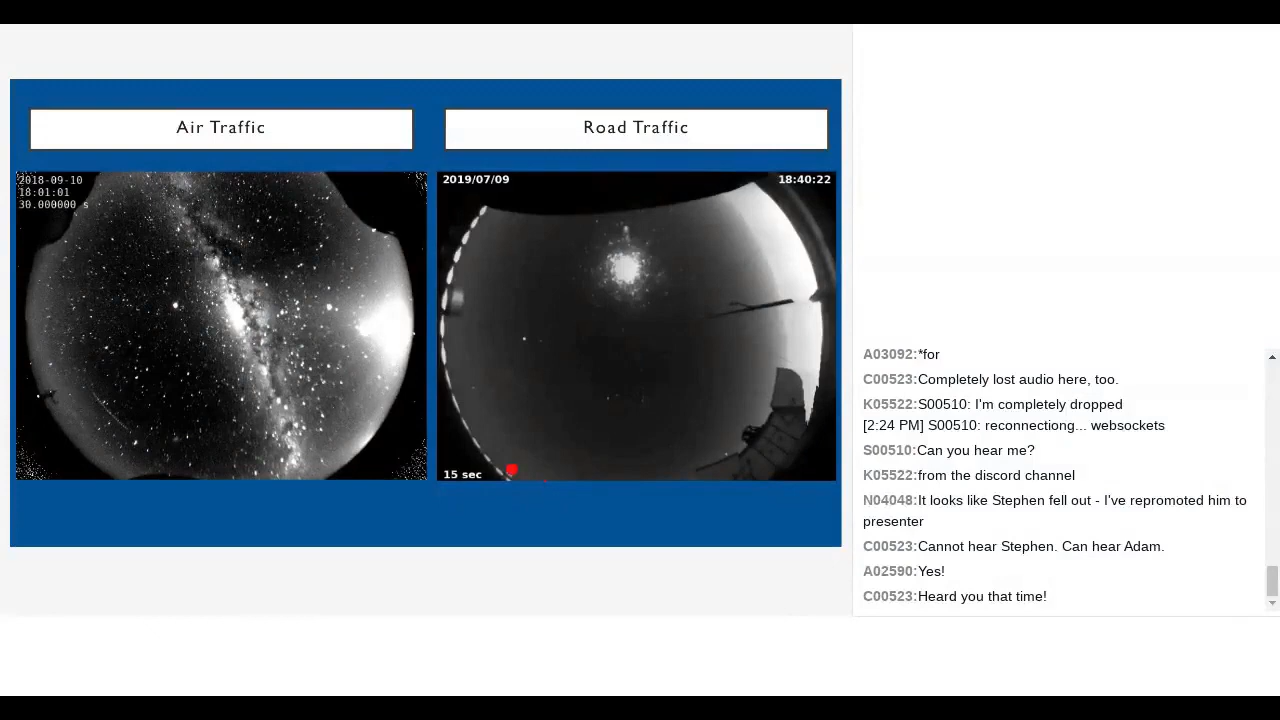 Air Traffic
Road Traffic
2018-09-10
18:01:01
30.000000 s
2019/07/09
18:40:22
15 sec
A03092:*for
C00523:Completely lost audio here, too.
K05522:S00510: I'm completely dropped
[2:24 PM] S00510: reconnectiong... websockets
S00510:Can you hear me?
K05522:from the discord channel
N04048:It looks like Stephen fell out - I've repromoted him to
presenter
C00523:Cannot hear Stephen. Can hear Adam.
A02590:Yes!
C00523:Heard you that time!